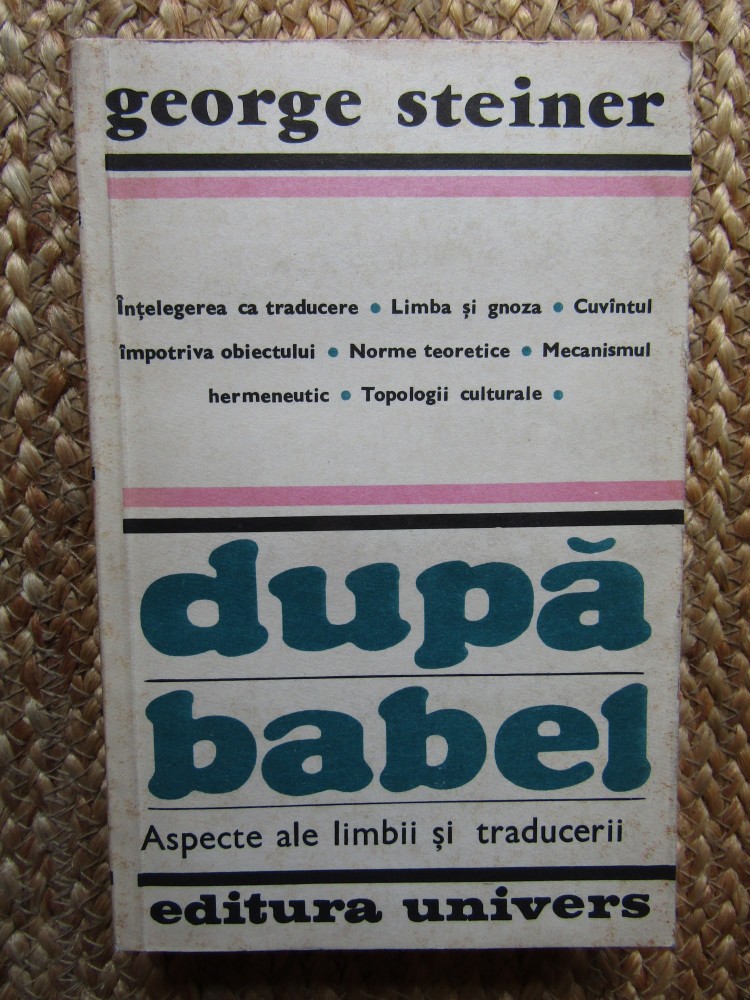 george steiner
Înțelegerea ca traducere • Limba și gnoza • Cuvîntul
împotriva obiectului • Norme teoretice • Mecanismul
hermeneutic • Topologii culturale •
după
babel
Aspecte ale limbii și traducerii
editura univers